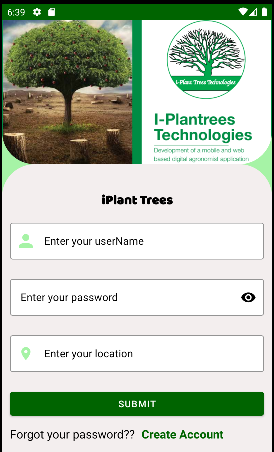 6:39
I-Plant Trees Technologies
I-Plantrees
Technologies
Development of a mobile and web
based digital agronomist application
iPlant Trees
Enter your userName
Enter your password
Enter your location
SUBMIT
Forgot your password?? Create Account